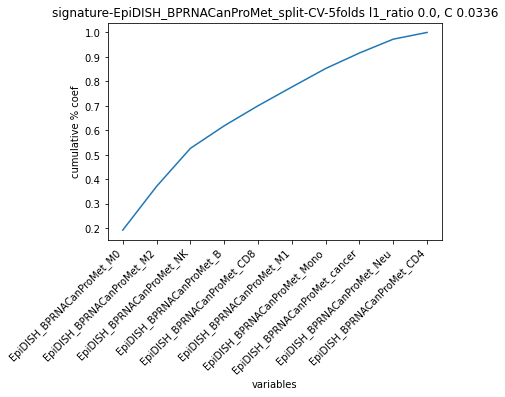 signature-EpiDISH_BPRNACanProMet_split-CV-5folds l1_ratio 0.0, C 0.0336
1.0
0.9
0.8
0.7
0.6
0.5
0.4
0.3
0.2
cumulative % coef
EpiDISH_BPRNACanProMet_M0
EpiDISH_BPRNACanProMet_M2
EpiDISH_BPRNACanProMet_NK
EpiDISH_BPRNACanProMet_B
EpiDISH_BPRNACanProMet_CD8
EpiDISH_BPRNACanProMet_M1
EpiDISH_BPRNACanProMet_Mono
EpiDISH_BPRNACanProMet_cancer
EpiDISH_BPRNACanProMet_Neu
EpiDISH_BPRNACanProMet_CD4
variables